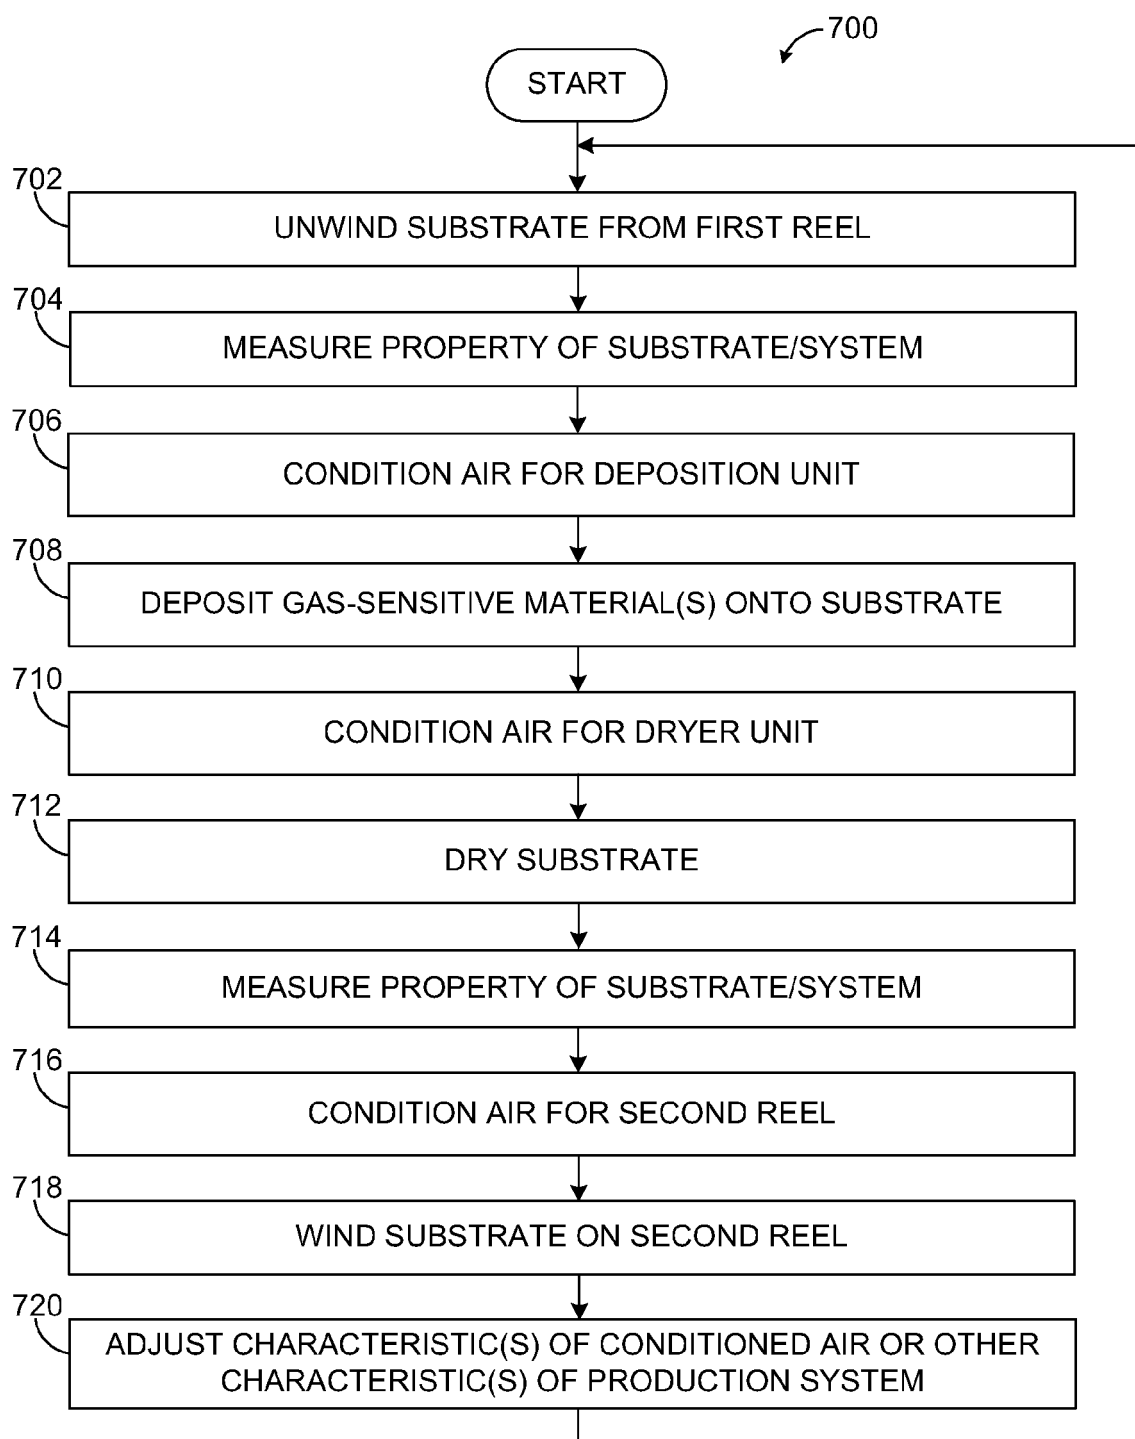 700
START
702
UNWIND SUBSTRATE FROM FIRST REEL
704
MEASURE PROPERTY OF SUBSTRATE/SYSTEM
706
CONDITION AIR FOR DEPOSITION UNIT
708
DEPOSIT GAS-SENSITIVE MATERIAL(S) ONTO SUBSTRATE
710
CONDITION AIR FOR DRYER UNIT
712
DRY SUBSTRATE
714
MEASURE PROPERTY OF SUBSTRATE/SYSTEM
716
CONDITION AIR FOR SECOND REEL
718
WIND SUBSTRATE ON SECOND REEL
720
ADJUST CHARACTERISTIC(S) OF CONDITIONED AIR OR OTHER
CHARACTERISTIC(S) OF PRODUCTION SYSTEM